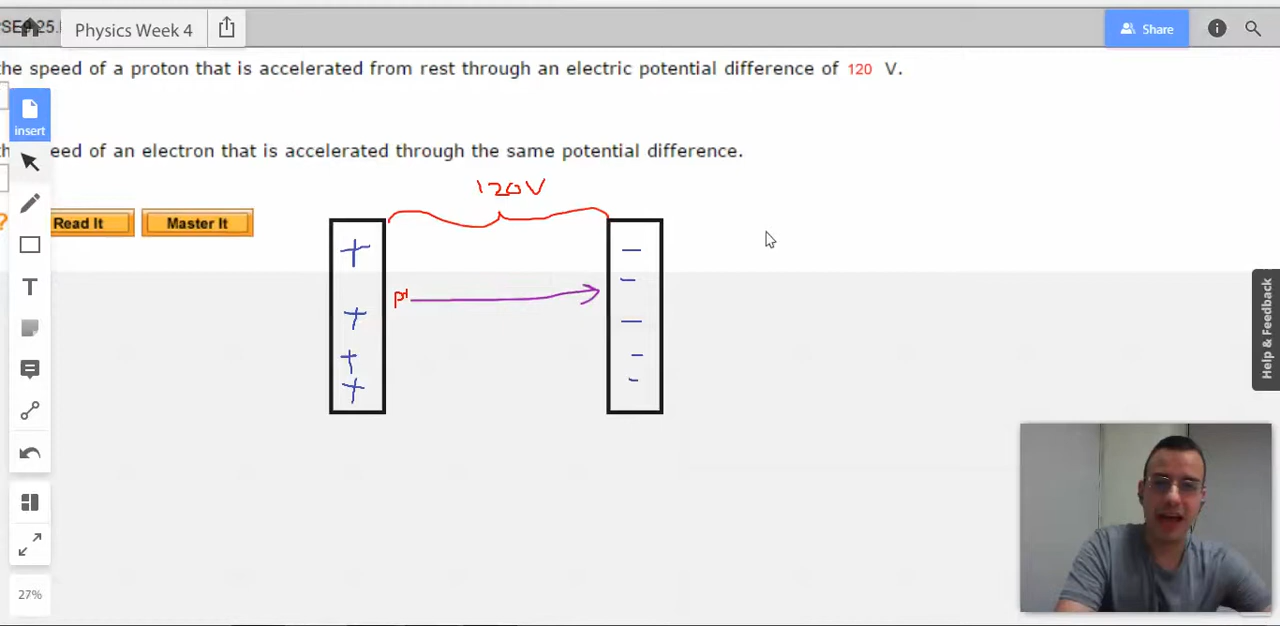 Physics Week 4
Share
the speed of a proton that is accelerated from rest through an electric potential difference of 120 V.
insert
eed of an electron that is accelerated through the same potential difference.
120V
Read It
Master It
+ −
−
p+
+ −
+ −
+ −
Help & Feedback
27%